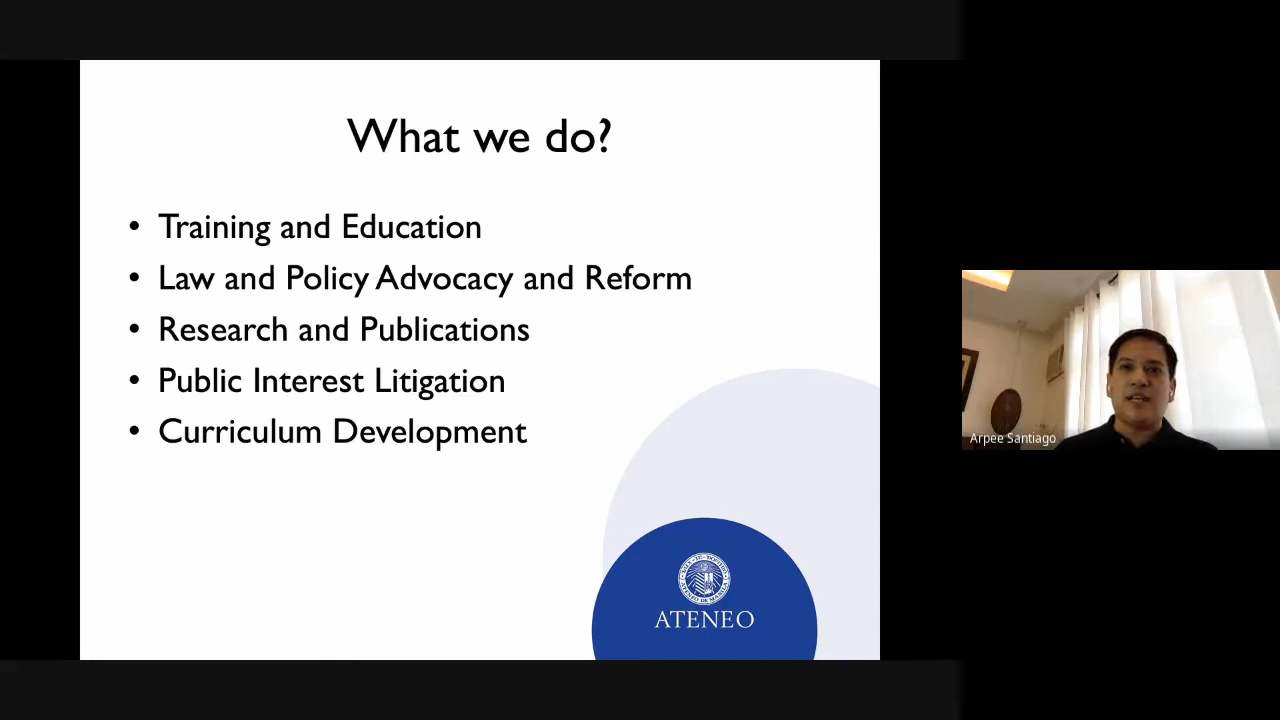 What we do?
• Training and Education
• Law and Policy Advocacy and Reform
• Research and Publications
• Public Interest Litigation
• Curriculum Development
ATENEO
Arpee Santiago